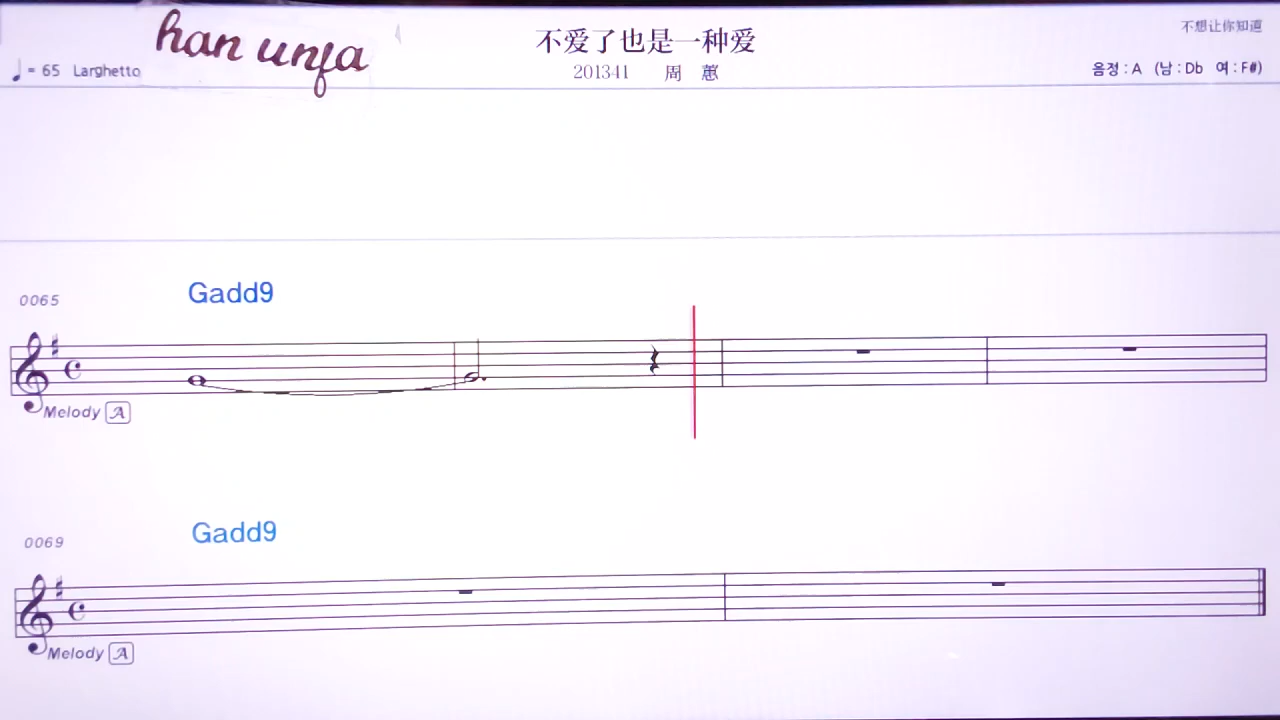 han unfa
不爱了也是一种爱
不想让你知道
♩= 65 Larghetto
201341 周 蕙
음정 : A (남 : Db 여 : F#)
0065
Gadd9
Melody A
0069
Gadd9
Melody A